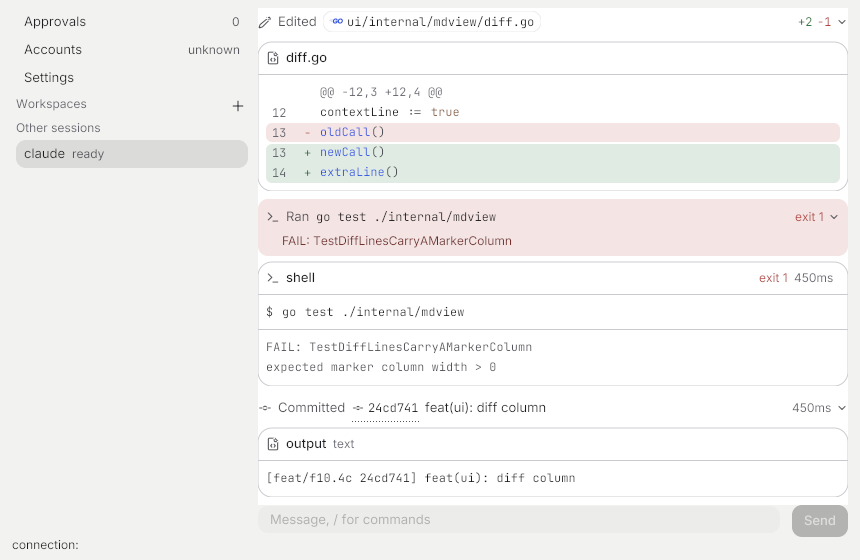 Approvals 0
Accounts unknown
Settings
Workspaces +
Other sessions
claude ready
connection:
Edited GO ui/internal/mdview/diff.go +2 -1
diff.go
@@ -12,3 +12,4 @@
12 contextLine := true
13 - oldCall()
13 + newCall()
14 + extraLine()
Ran go test ./internal/mdview exit 1
FAIL: TestDiffLinesCarryAMarkerColumn
shell exit 1 450ms
$ go test ./internal/mdview
FAIL: TestDiffLinesCarryAMarkerColumn
expected marker column width > 0
Committed 24cd741 feat(ui): diff column 450ms
output text
[feat/f10.4c 24cd741] feat(ui): diff column
Message, / for commands
Send